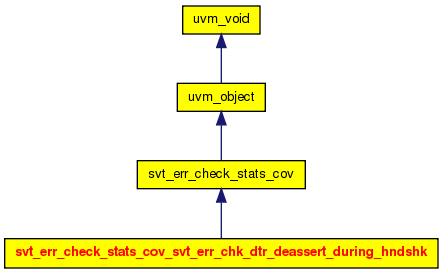 uvm_void
uvm_object
svt_err_check_stats_cov
svt_err_check_stats_cov_svt_err_chk_dtr_deassert_during_hndshk